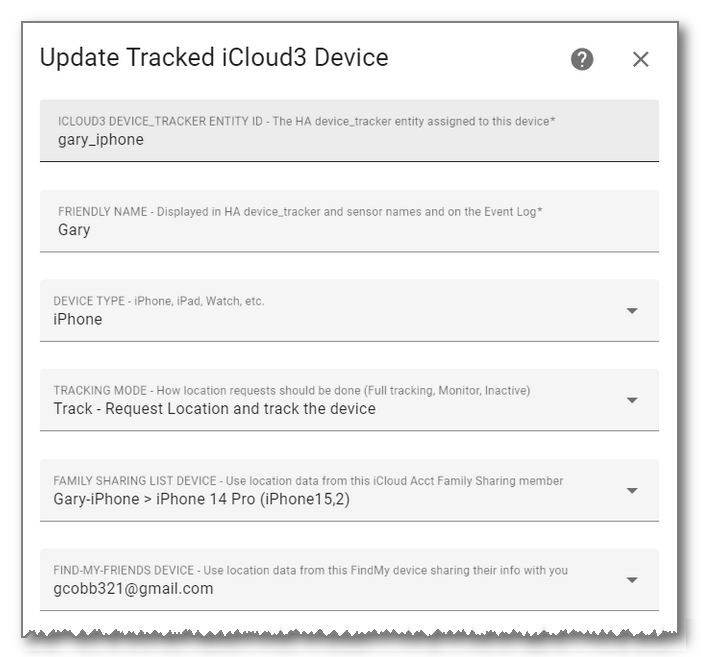 Update Tracked iCloud3 Device
ICLOUD3 DEVICE_TRACKER ENTITY ID - The HA device_tracker entity assigned to this device*
gary_iphone
FRIENDLY NAME - Displayed in HA device_tracker and sensor names and on the Event Log*
Gary
DEVICE TYPE - iPhone, iPad, Watch, etc.
iPhone
TRACKING MODE - How location requests should be done (Full tracking, Monitor, Inactive)
Track - Request Location and track the device
FAMILY SHARING LIST DEVICE - Use location data from this iCloud Acct Family Sharing member
Gary-iPhone > iPhone 14 Pro (iPhone15,2)
FIND-MY-FRIENDS DEVICE - Use location data from this FindMy device sharing their info with you
gcobb321@gmail.com